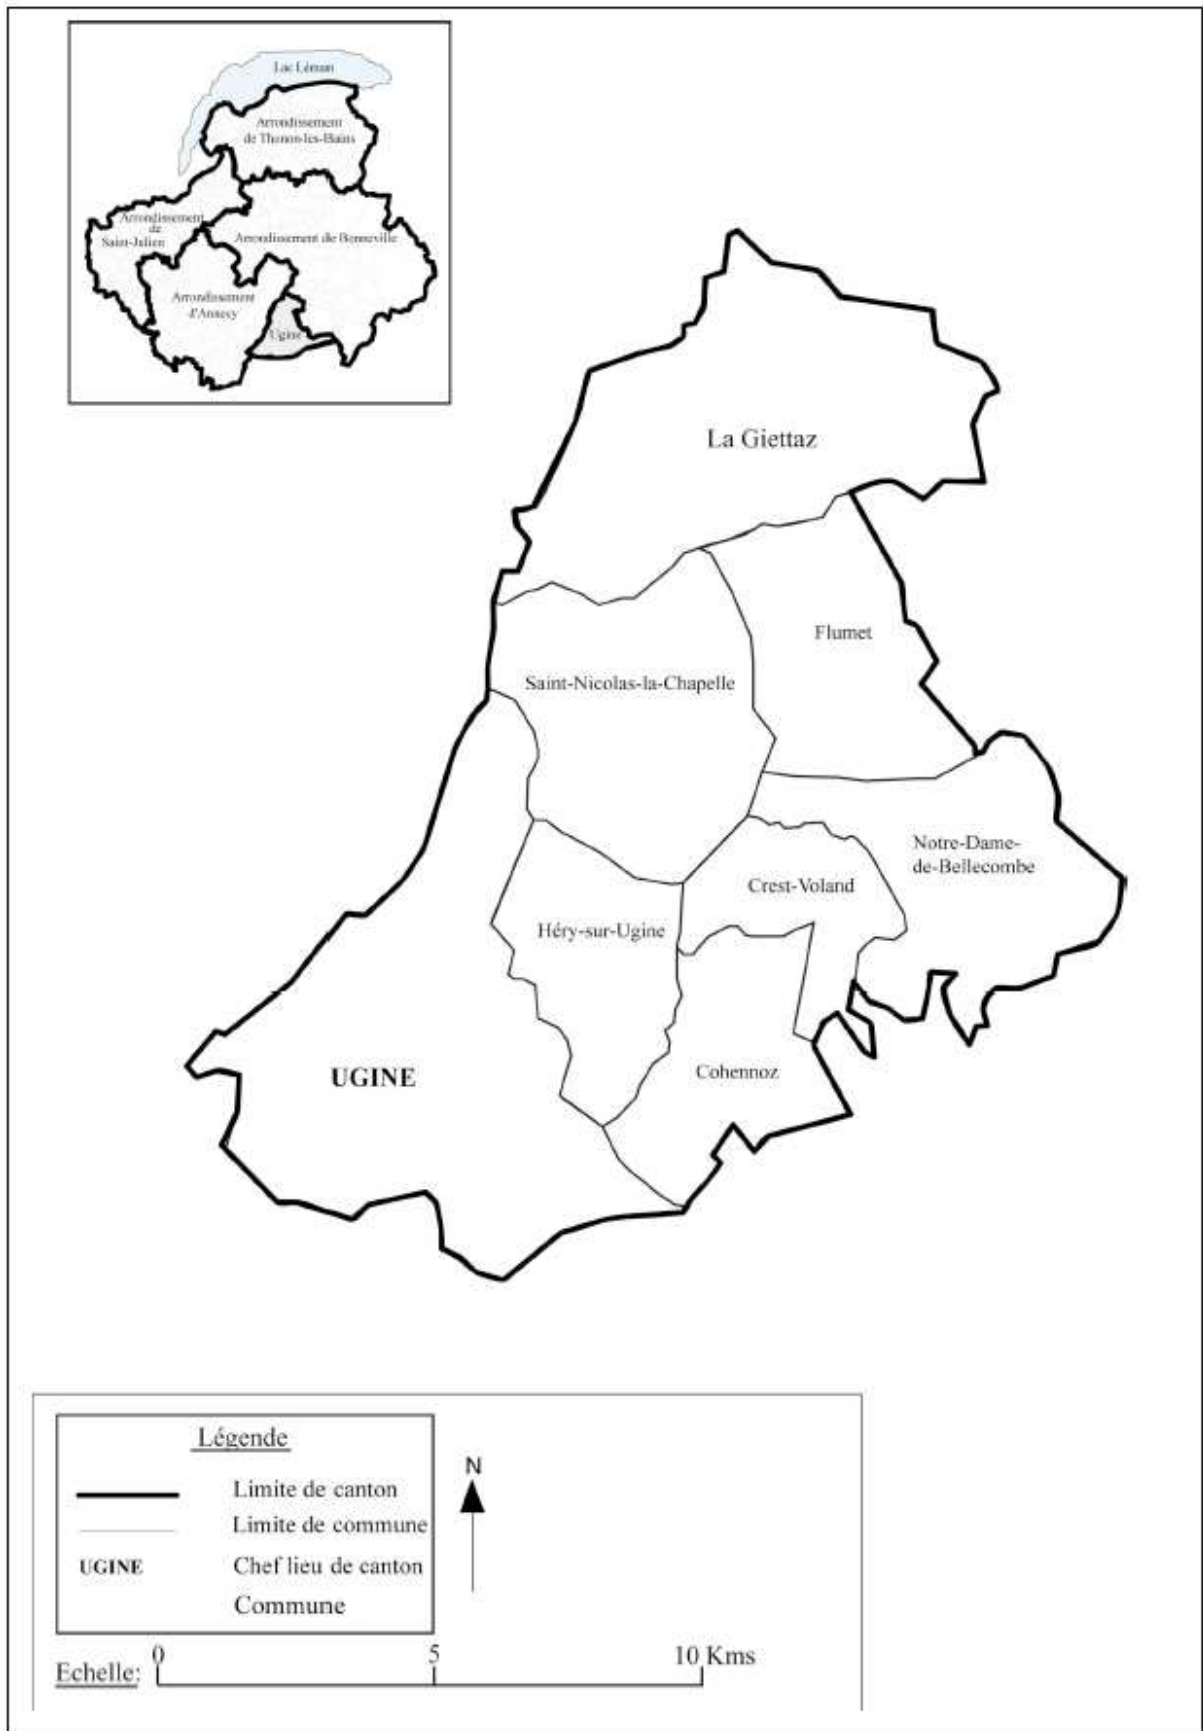 Lac Léman
Arrondissement
de Thonon-les-Bains
Arrondissement
de
Saint-Julien
Arrondissement de Bonneville
Arrondissement
d'Annecy
Ugine
La Giettaz
Flumet
Saint-Nicolas-la-Chapelle
Notre-Dame-
de-Bellecombe
Crest-Voland
Héry-sur-Ugine
Cohennoz
UGINE
Légende
Limite de canton
Limite de commune
UGINE Chef lieu de canton
Commune
N
Echelle: 0 5 10 Kms